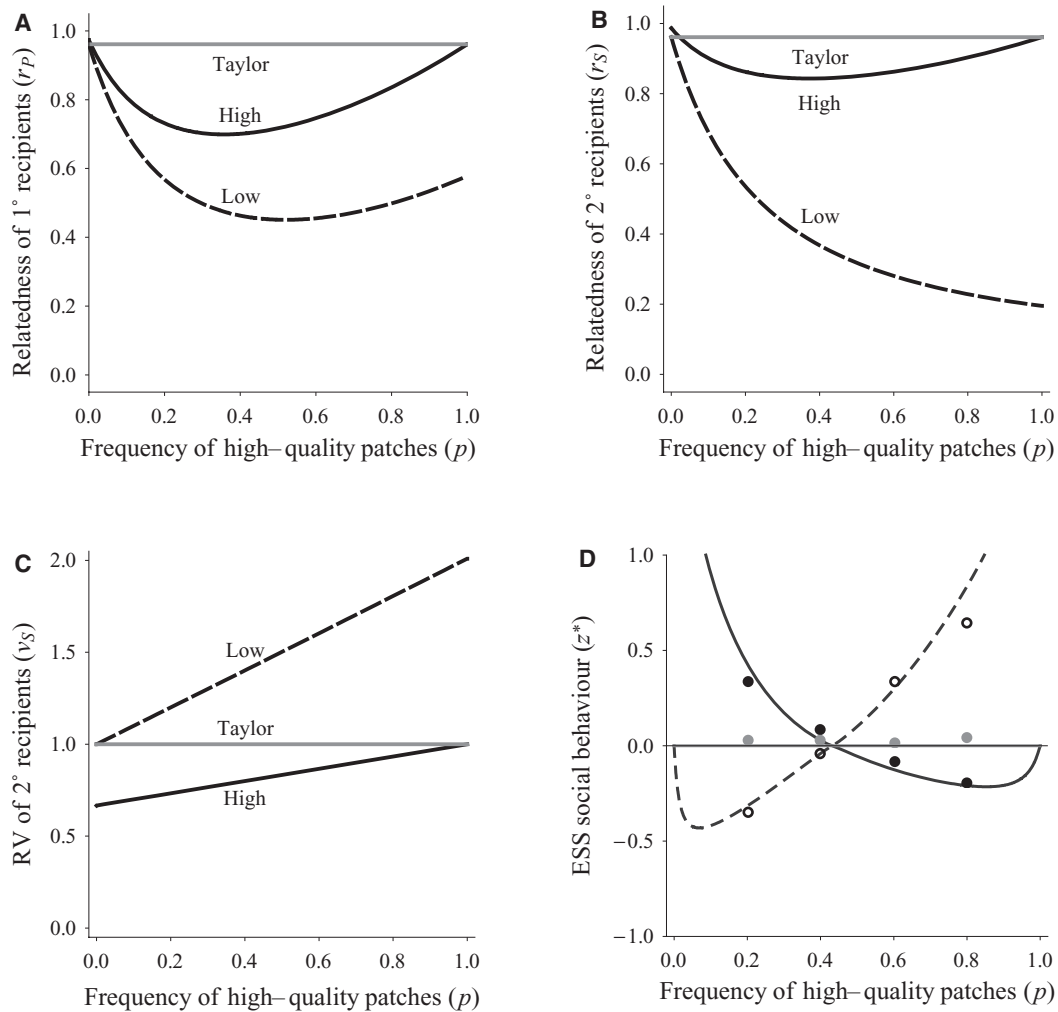 A
Relatedness of 1° recipients (rP)
1.0
0.8
0.6
0.4
0.2
0.0
Taylor
High
Low
0.0 0.2 0.4 0.6 0.8 1.0
Frequency of high–quality patches (p)
B
Relatedness of 2° recipients (rS)
1.0
0.8
0.6
0.4
0.2
0.0
Taylor
High
Low
0.0 0.2 0.4 0.6 0.8 1.0
Frequency of high–quality patches (p)
C
RV of 2° recipients (vS)
2.0
1.5
1.0
0.5
0.0
Low
Taylor
High
0.0 0.2 0.4 0.6 0.8 1.0
Frequency of high–quality patches (p)
D
ESS social behaviour (z*)
1.0
0.5
0.0
−0.5
−1.0
0.0 0.2 0.4 0.6 0.8 1.0
Frequency of high–quality patches (p)